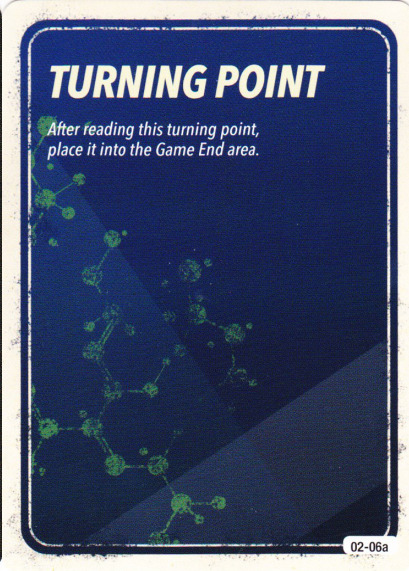 TURNING POINT
After reading this turning point,
place it into the Game End area.
02-06a